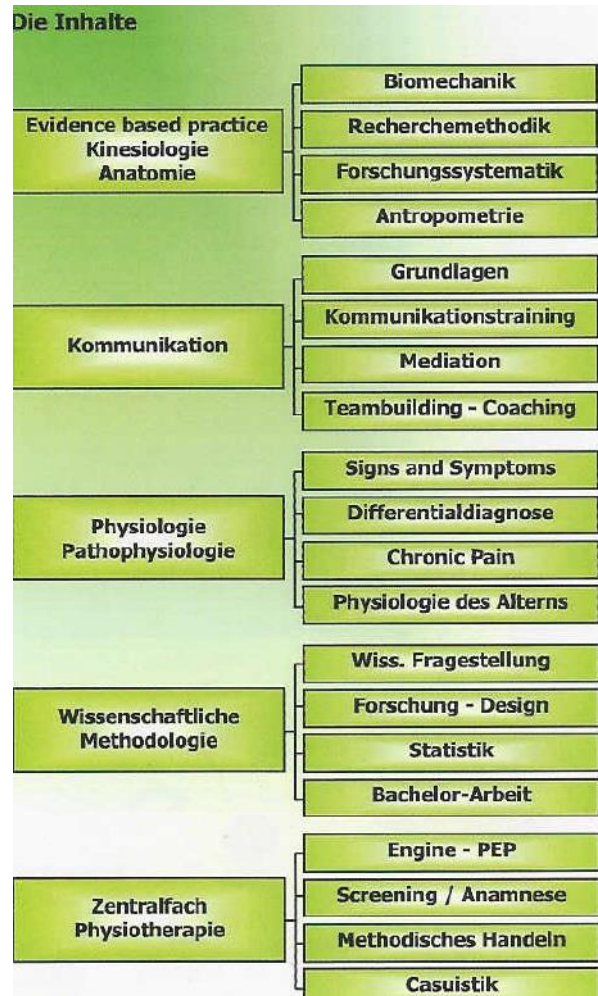 Die Inhalte
Evidence based practice
Kinesiologie
Anatomie
Biomechanik
Recherchemethodik
Forschungssystematik
Antropometrie
Kommunikation
Grundlagen
Kommunikationstraining
Mediation
Teambuilding - Coaching
Physiologie
Pathophysiologie
Signs and Symptoms
Differentialdiagnose
Chronic Pain
Physiologie des Alterns
Wissenschaftliche
Methodologie
Wiss. Fragestellung
Forschung - Design
Statistik
Bachelor-Arbeit
Zentralfach
Physiotherapie
Engine - PEP
Screening / Anamnese
Methodisches Handeln
Casuistik